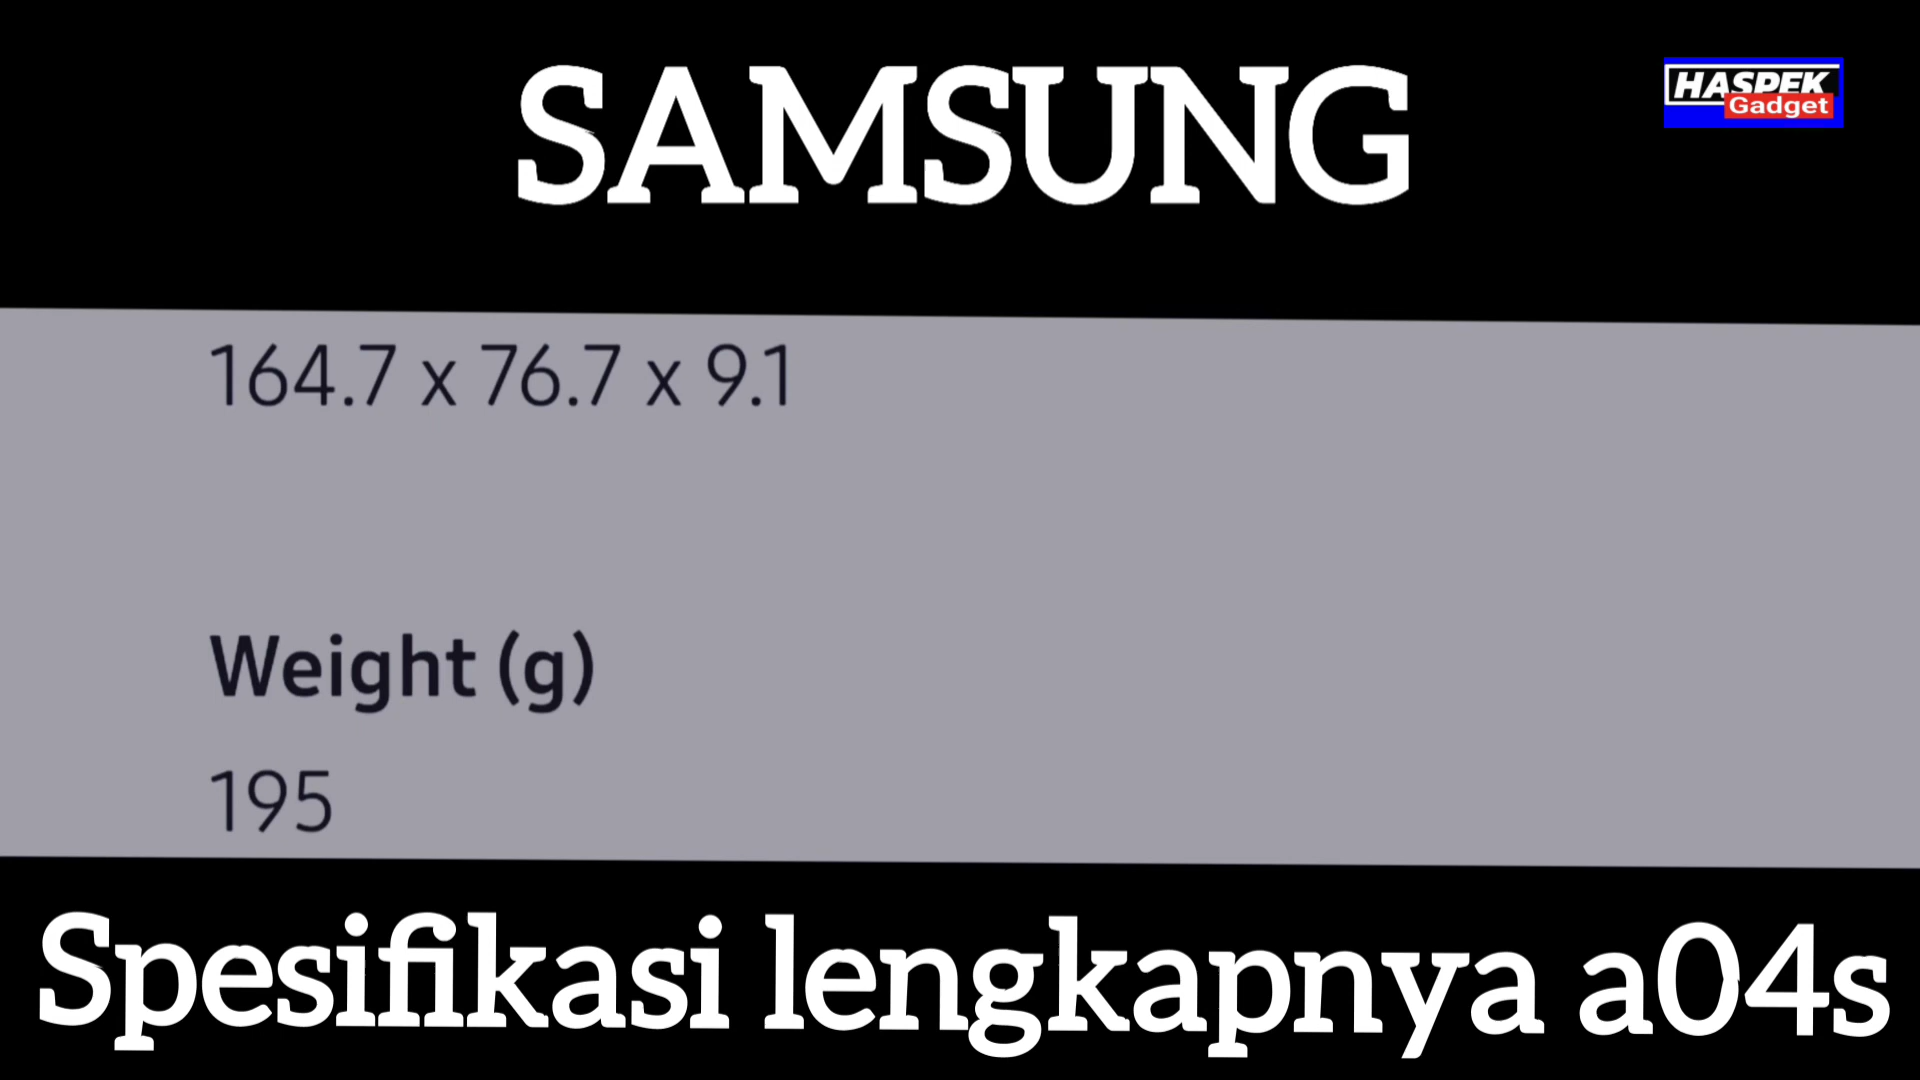 SAMSUNG
HASPEK
Gadget
164.7 x 76.7 x 9.1
Weight (g)
195
Spesifikasi lengkapnya a04s